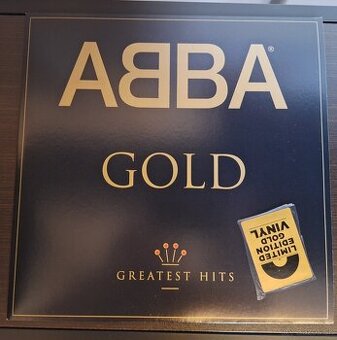 ABBA®
GOLD
GREATEST HITS
LIMITED
EDITION
GOLD
VINYL